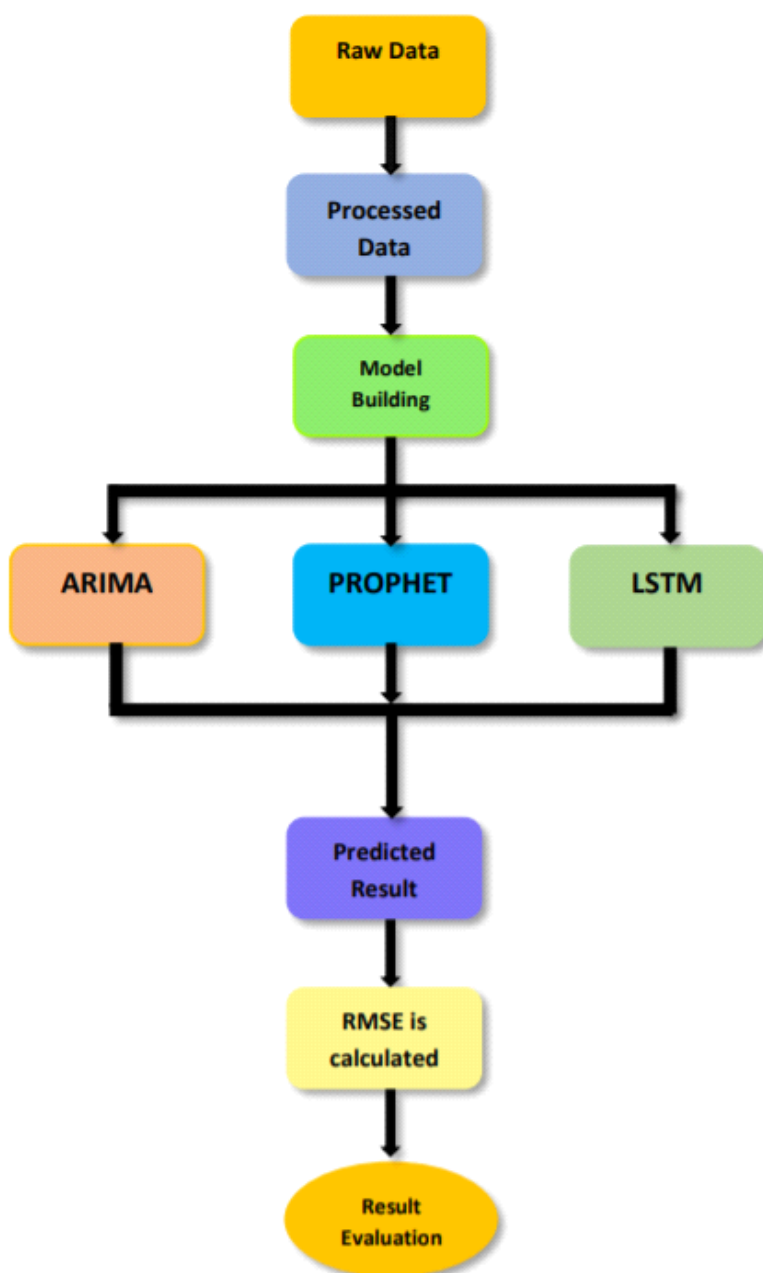 Raw Data
Processed
Data
Model
Building
ARIMA
PROPHET
LSTM
Predicted
Result
RMSE is
calculated
Result
Evaluation